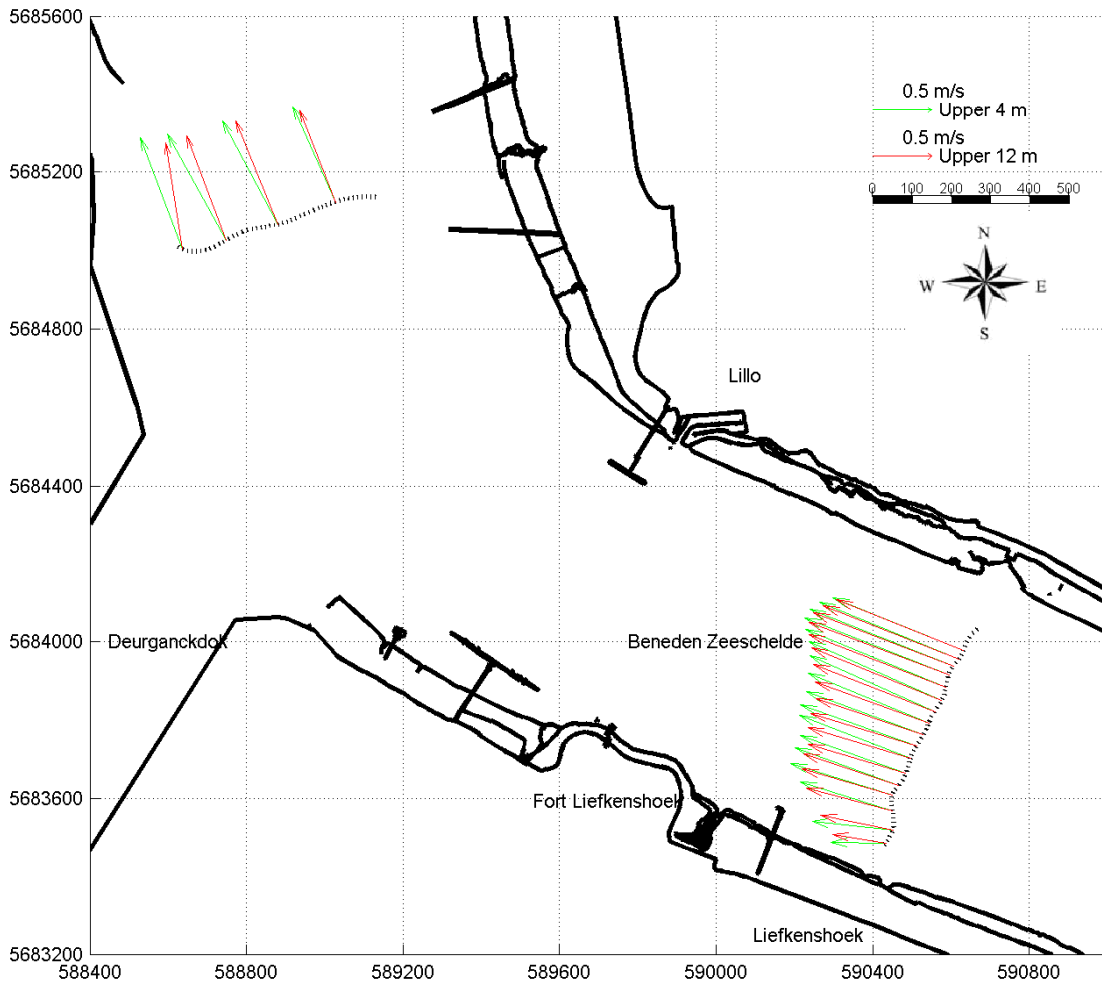 5685600
5685200
5684800
5684400
5684000
5683600
5683200
588400
588800
589200
589600
590000
590400
590800
0.5 m/s
Upper 4 m
0.5 m/s
Upper 12 m
0 100 200 300 400 500
N
W E
S
Lillo
Deurganckdok
Beneden Zeeschelde
Fort Liefkenshoek
Liefkenshoek